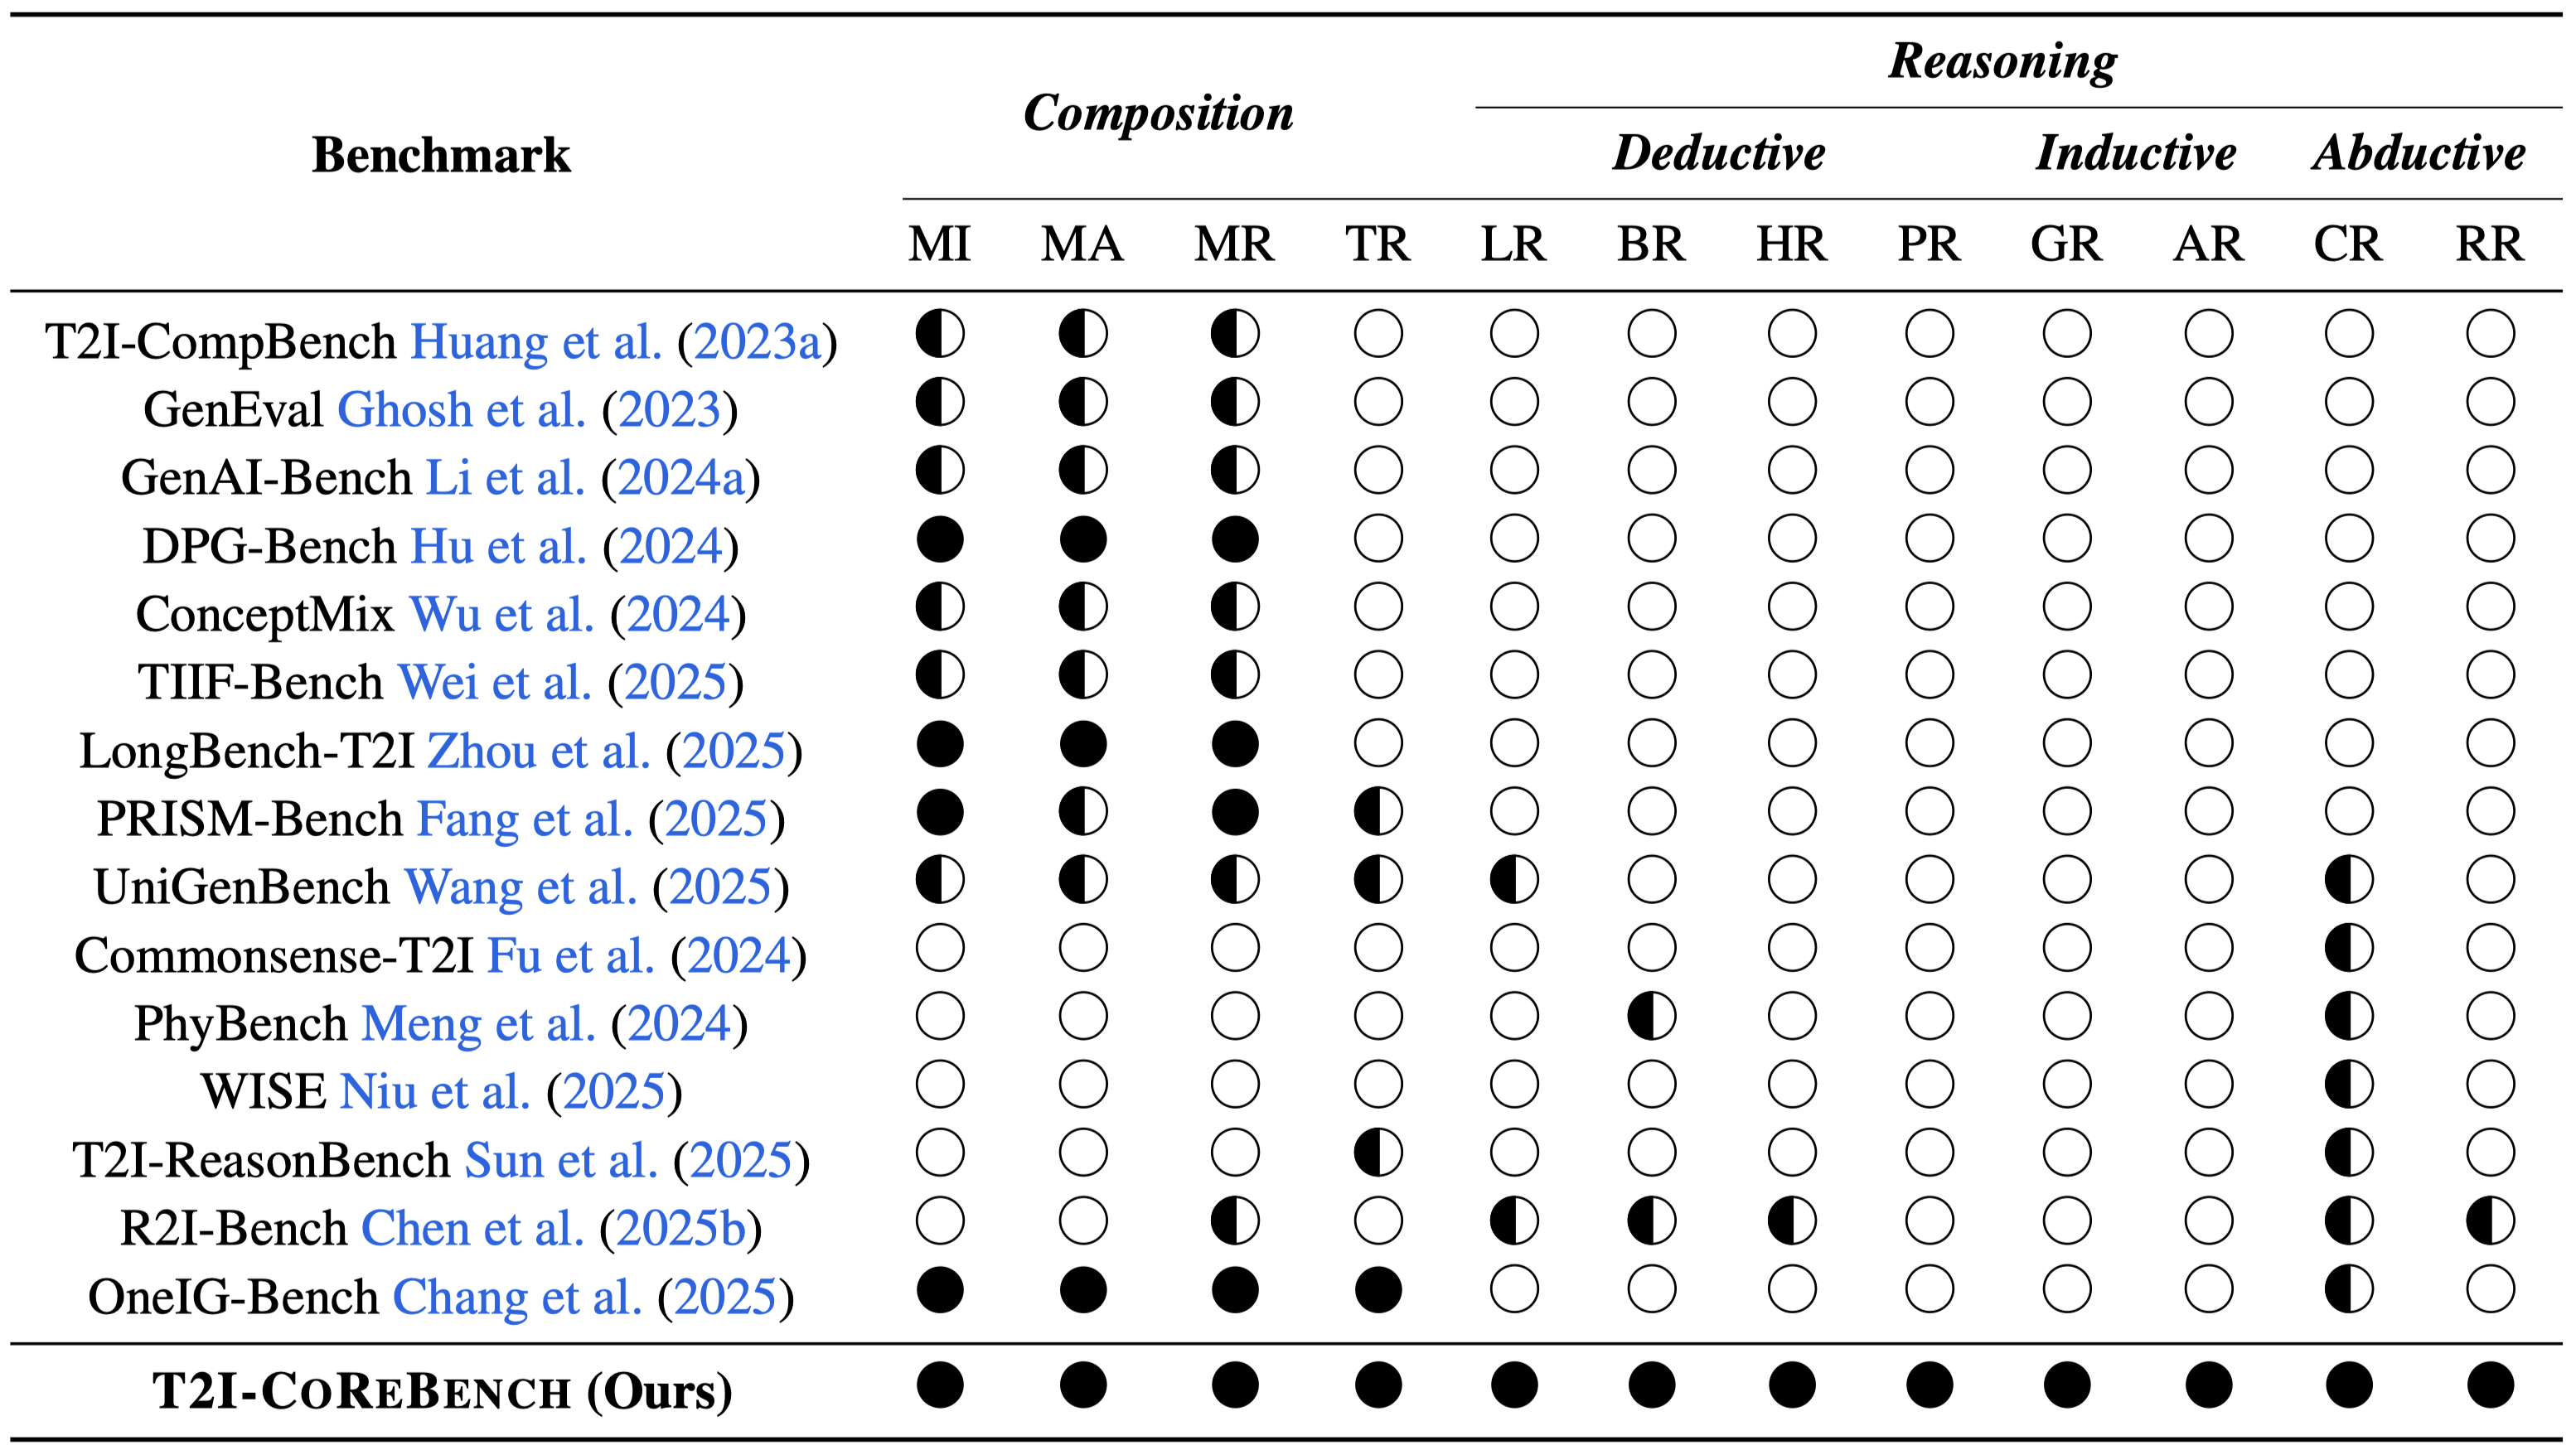 Reasoning
Composition
Benchmark
Deductive Inductive Abductive
MI MA MR TR LR BR HR PR GR AR CR RR
T2I-CompBench Huang et al. (2023a)
GenEval Ghosh et al. (2023)
GenAI-Bench Li et al. (2024a)
DPG-Bench Hu et al. (2024)
ConceptMix Wu et al. (2024)
TIIF-Bench Wei et al. (2025)
LongBench-T2I Zhou et al. (2025)
PRISM-Bench Fang et al. (2025)
UniGenBench Wang et al. (2025)
Commonsense-T2I Fu et al. (2024)
PhyBench Meng et al. (2024)
WISE Niu et al. (2025)
T2I-ReasonBench Sun et al. (2025)
R2I-Bench Chen et al. (2025b)
OneIG-Bench Chang et al. (2025)
T2I-COREBENCH (Ours)